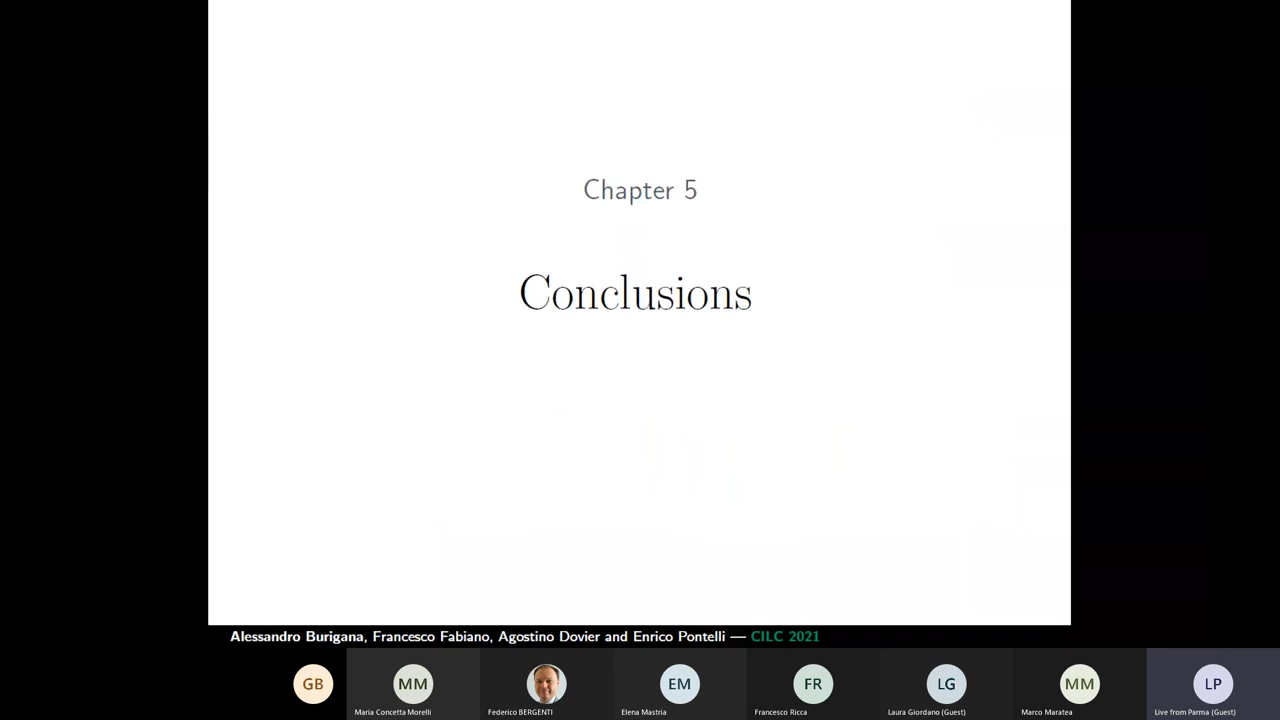 Chapter 5
Conclusions
Alessandro Burigana, Francesco Fabiano, Agostino Dovier and Enrico Pontelli — CILC 2021
GB
MM
EM
FR
LG
MM
LP
Maria Concetta Morelli
Federico BERGENTI
Elena Mastria
Francesco Ricca
Laura Giordano (Guest)
Marco Maratea
Live from Parma (Guest)